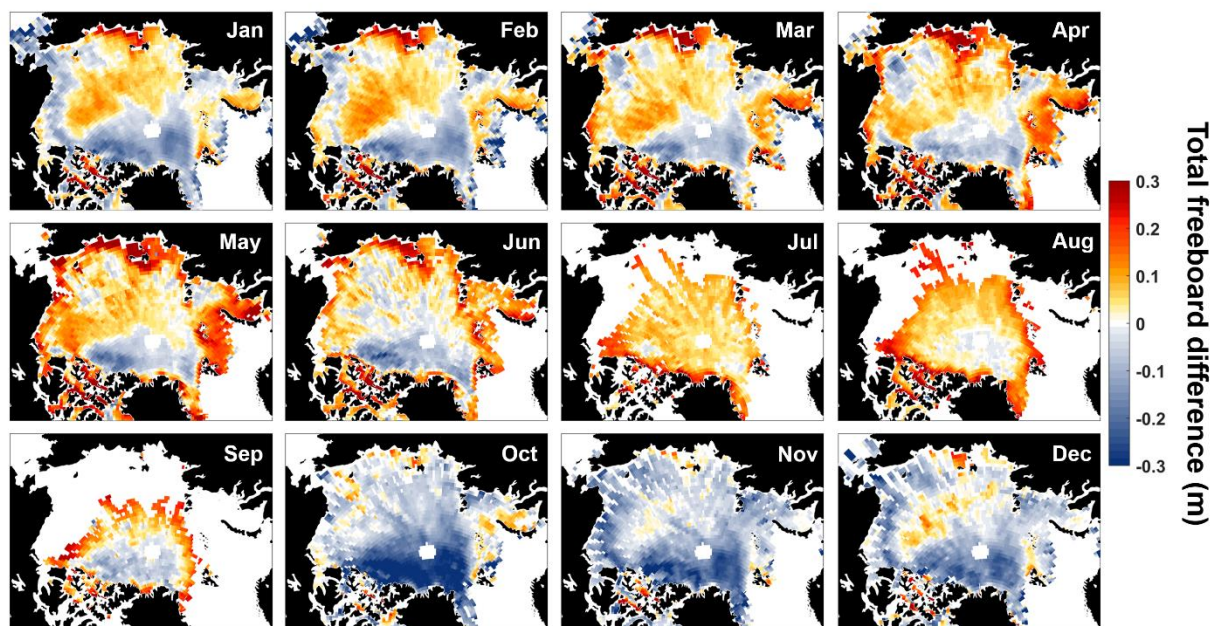 Jan
Feb
Mar
Apr
May
Jun
Jul
Aug
Sep
Oct
Nov
Dec
0.3
0.2
0.1
0
-0.1
-0.2
-0.3
Total freeboard difference (m)